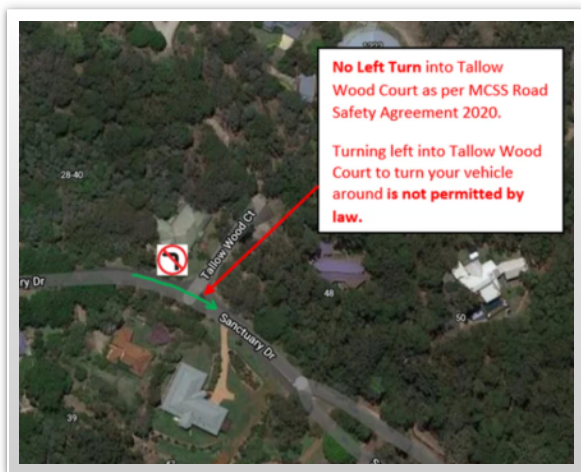 No Left Turn into Tallow
Wood Court as per MCSS Road
Safety Agreement 2020.
Turning left into Tallow Wood
Court to turn your vehicle
around is not permitted by
law.
28-40
Tallow Wood Ct
ry Dr
48
Sanctuary Dr
50
39